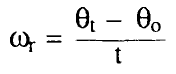 ωᵣ = (θₜ − θₒ) / t